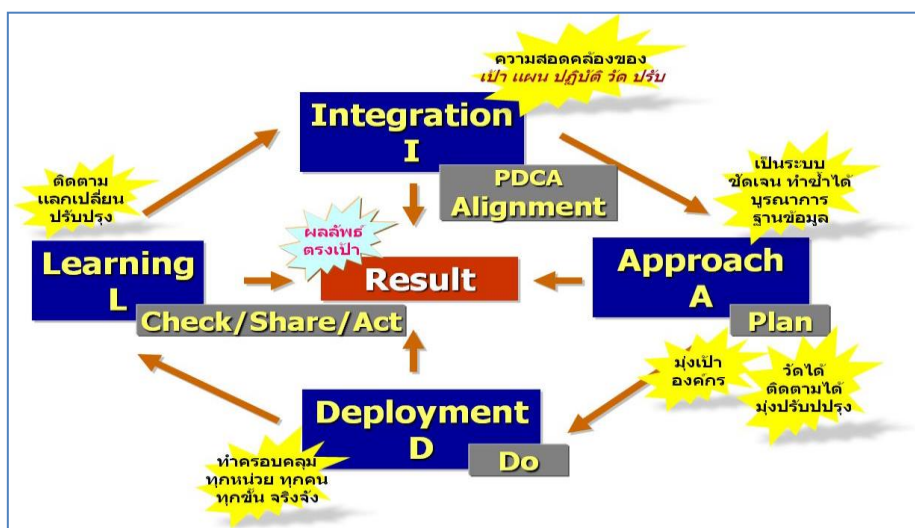 ความสอดคล้องของ
เป้า แผน ปฏิบัติ วัด ปรับ
Integration
I
PDCA
Alignment
ติดตาม
แลกเปลี่ยน
ปรับปรุง
เป็นระบบ
ชัดเจน ทำซ้ำได้
บูรณาการ
ฐานข้อมูล
ผลลัพธ์
ตรงเป้า
Learning
L
Check/Share/Act
Result
Approach
A
Plan
มุ่งเป้า
องค์กร
วัดได้
ติดตามได้
มุ่งปรับปปรุง
Deployment
D
Do
ทำครอบคลุม
ทุกหน่วย ทุกคน
ทุกขั้น จริงจัง